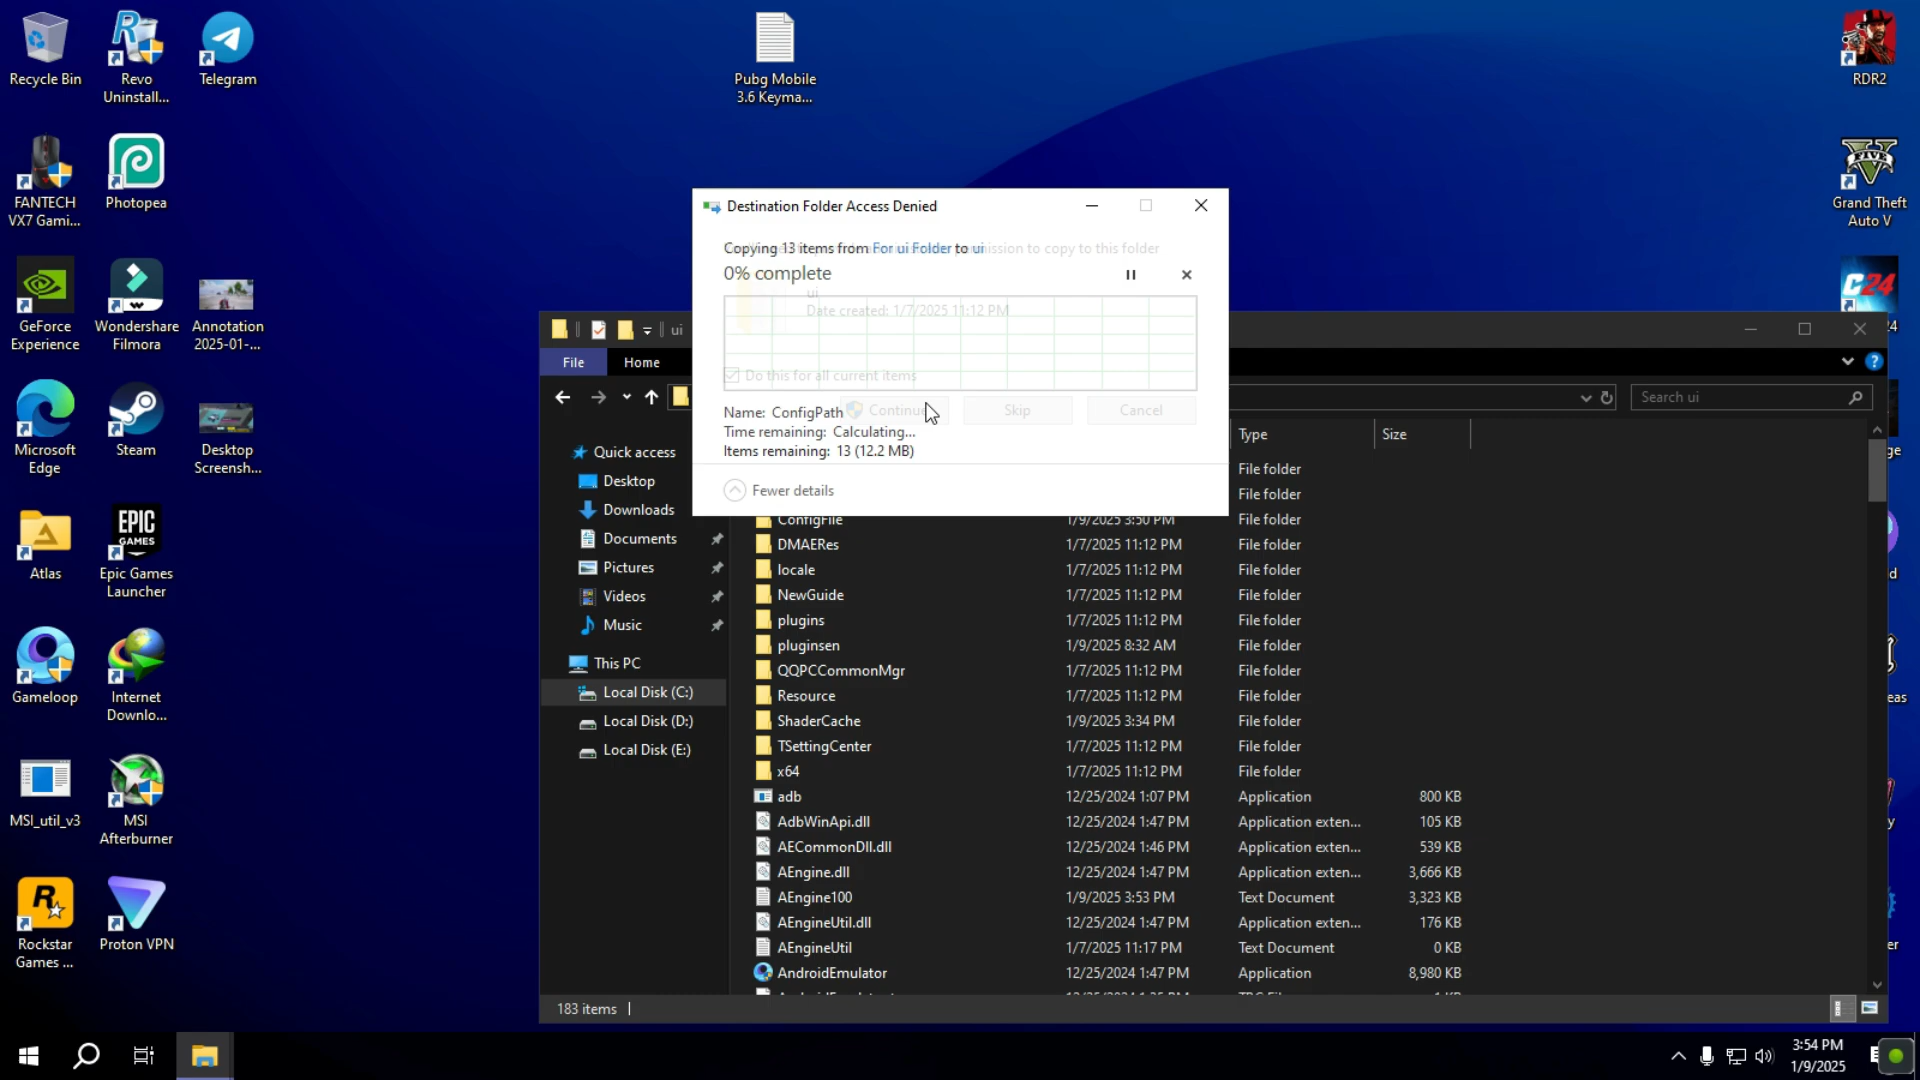 Recycle Bin
Revo
Uninstall...
Telegram
Pubg Mobile
3.6 Keyma...
RDR2
FANTECH
VX7 Gami...
Photopea
Grand Theft
Auto V
GeForce
Experience
Wondershare
Filmora
Annotation
2025-01-...
Microsoft
Edge
Steam
Desktop
Screensh...
Atlas
EPIC
GAMES
Epic Games
Launcher
Gameloop
Internet
Downlo...
MSI_util_v3
MSI
Afterburner
Rockstar
Games ...
Proton VPN
Destination Folder Access Denied
Copying 13 items from For ui Folder to ui
permission to copy to this folder
0% complete
ui
Date created: 1/7/2025 11:12 PM
Do this for all current items
Name: ConfigPath
Continue
Skip
Cancel
Time remaining: Calculating...
Items remaining: 13 (12.2 MB)
Fewer details
ui
File
Home
Search ui
Type
Size
Quick access
Desktop
Downloads
Documents
Pictures
Videos
Music
This PC
Local Disk (C:)
Local Disk (D:)
Local Disk (E:)
File folder
File folder
ConfigFile 1/9/2025 3:50 PM File folder
DMAERes 1/7/2025 11:12 PM File folder
locale 1/7/2025 11:12 PM File folder
NewGuide 1/7/2025 11:12 PM File folder
plugins 1/7/2025 11:12 PM File folder
pluginsen 1/9/2025 8:32 AM File folder
QQPCCommonMgr 1/7/2025 11:12 PM File folder
Resource 1/7/2025 11:12 PM File folder
ShaderCache 1/9/2025 3:34 PM File folder
TSettingCenter 1/7/2025 11:12 PM File folder
x64 1/7/2025 11:12 PM File folder
adb 12/25/2024 1:07 PM Application 800 KB
AdbWinApi.dll 12/25/2024 1:47 PM Application exten... 105 KB
AECommonDll.dll 12/25/2024 1:46 PM Application exten... 539 KB
AEngine.dll 12/25/2024 1:47 PM Application exten... 3,666 KB
AEngine100 1/9/2025 3:53 PM Text Document 3,323 KB
AEngineUtil.dll 12/25/2024 1:47 PM Application exten... 176 KB
AEngineUtil 1/7/2025 11:17 PM Text Document 0 KB
AndroidEmulator 12/25/2024 1:47 PM Application 8,980 KB
183 items
3:54 PM
1/9/2025